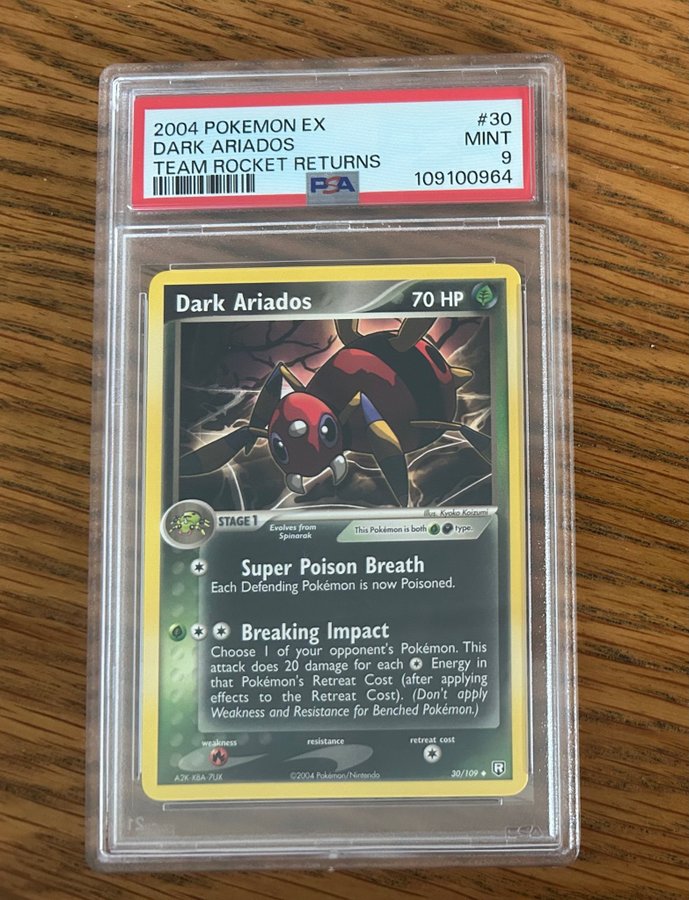 2004 POKEMON EX #30
DARK ARIADOS MINT
TEAM ROCKET RETURNS 9
PSA 109100964
Dark Ariados 70 HP
Illus. Kyoko Koizumi
STAGE 1 Evolves from Spinarak This Pokémon is both type.
Super Poison Breath
Each Defending Pokémon is now Poisoned.
Breaking Impact
Choose 1 of your opponent's Pokémon. This
attack does 20 damage for each Energy in
that Pokémon's Retreat Cost (after applying
effects to the Retreat Cost). (Don't apply
Weakness and Resistance for Benched Pokémon.)
weakness resistance retreat cost
A2K-X8A-7UX ©2004 Pokémon/Nintendo 30/109 R